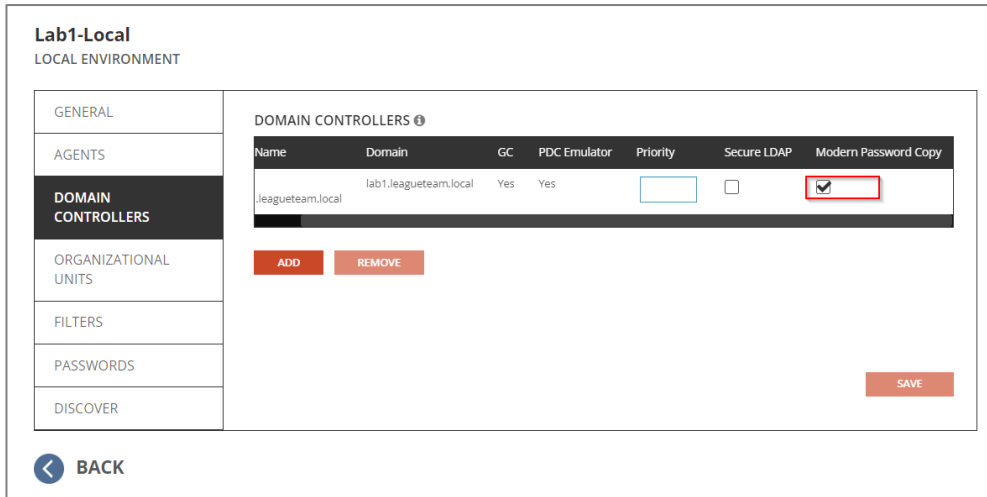 Lab1-Local
LOCAL ENVIRONMENT
GENERAL
AGENTS
DOMAIN
CONTROLLERS
ORGANIZATIONAL
UNITS
FILTERS
PASSWORDS
DISCOVER
DOMAIN CONTROLLERS
Name Domain GC PDC Emulator Priority Secure LDAP Modern Password Copy
lab1.leagueteam.local Yes Yes
.leagueteam.local
ADD REMOVE
SAVE
BACK